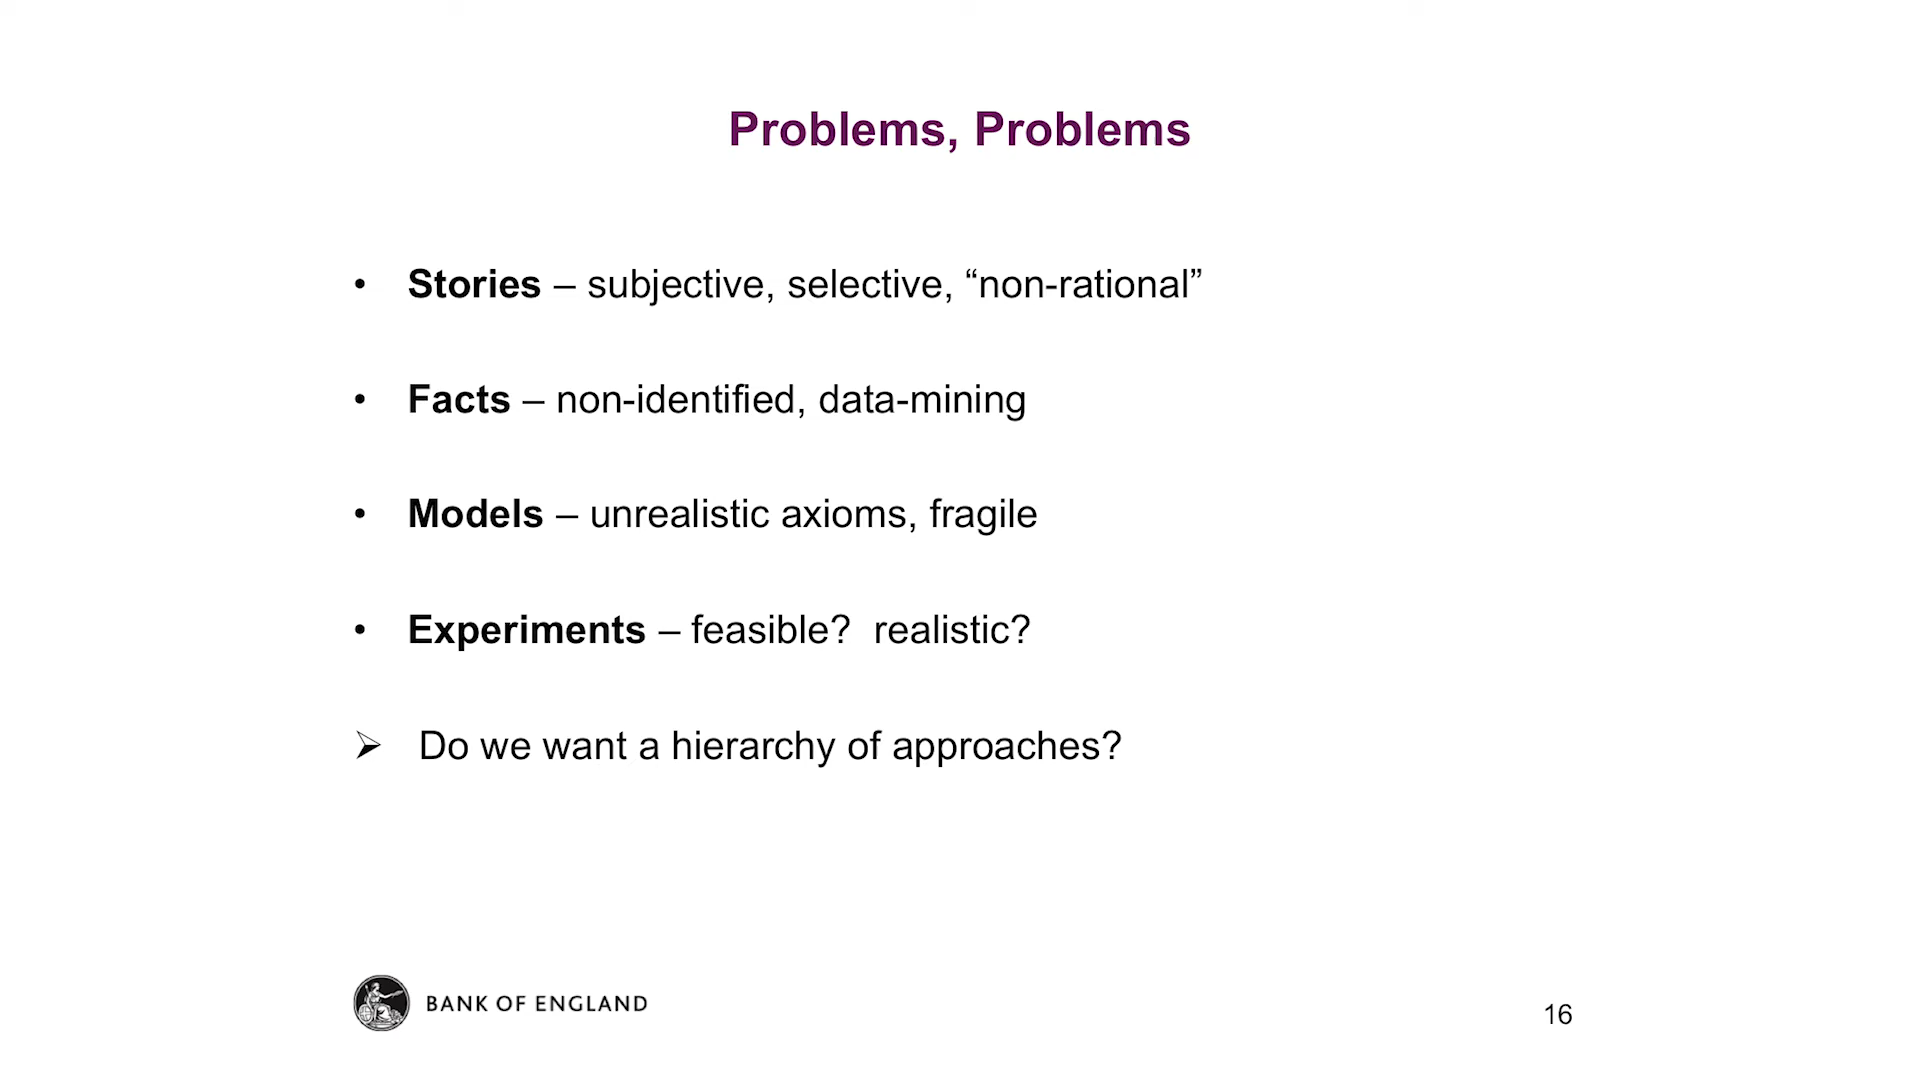 Problems, Problems
• Stories – subjective, selective, “non-rational”
• Facts – non-identified, data-mining
• Models – unrealistic axioms, fragile
• Experiments – feasible?  realistic?
➢ Do we want a hierarchy of approaches?
BANK OF ENGLAND
16